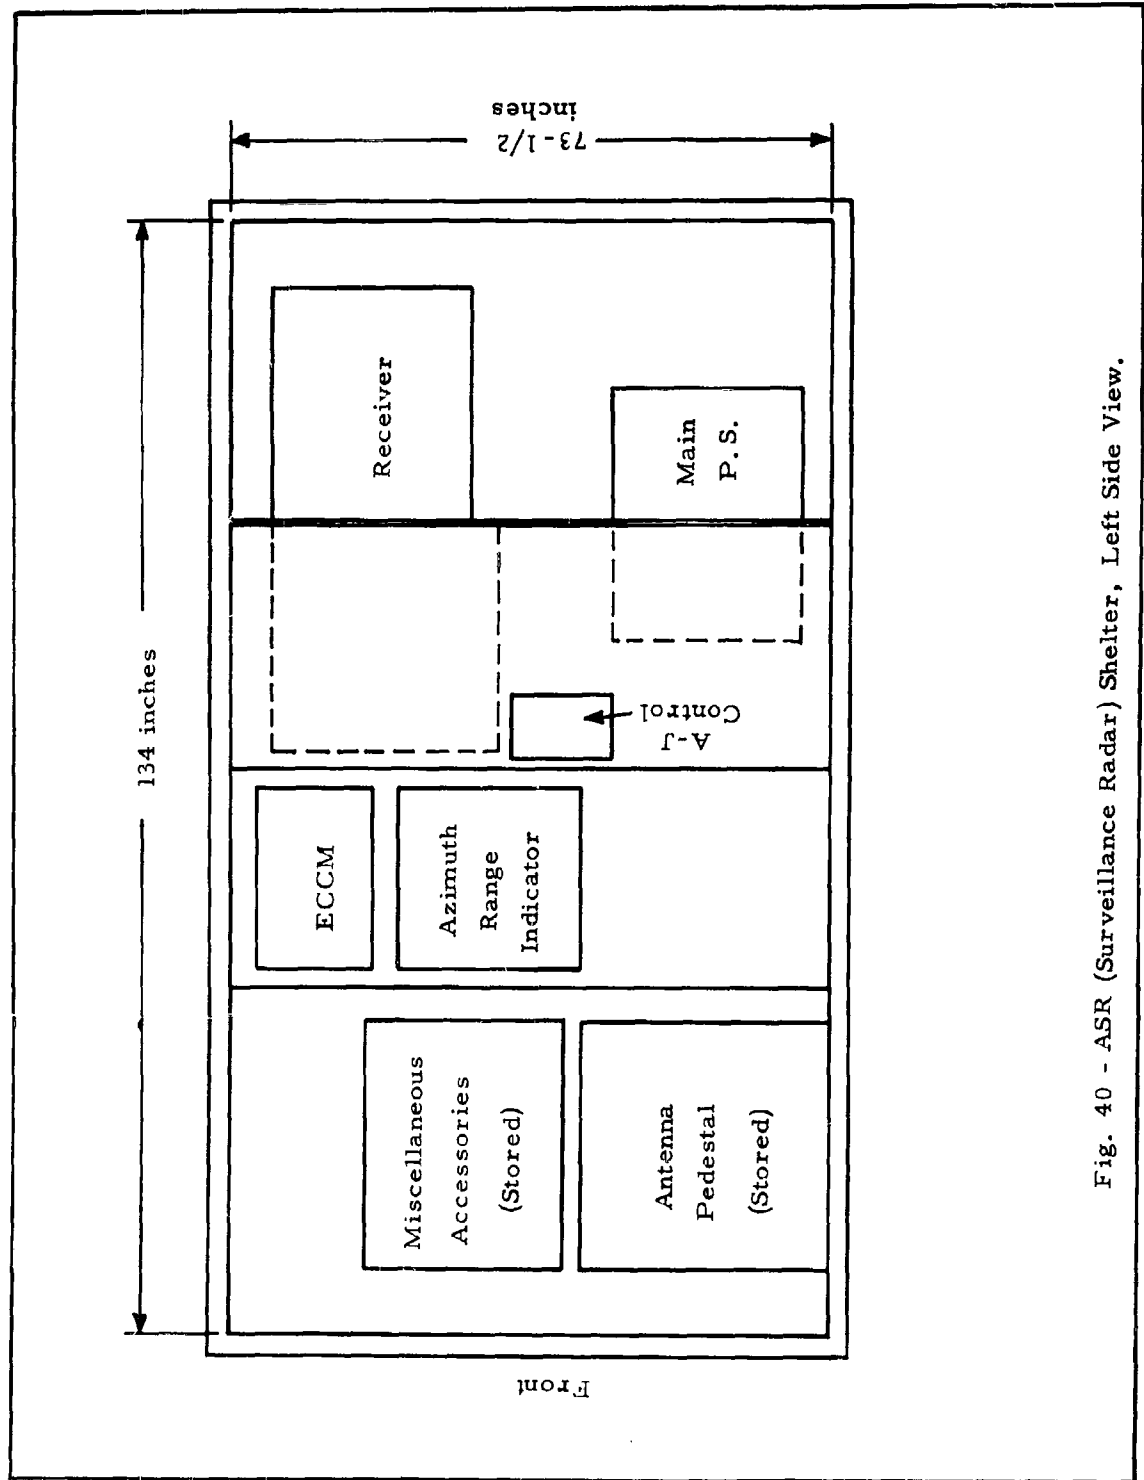 134 inches
73-1/2
inches
Front
Miscellaneous
Accessories
(Stored)
Antenna
Pedestal
(Stored)
ECCM
Azimuth
Range
Indicator
A-J
Control
Receiver
Main
P.S.
Fig. 40 - ASR (Surveillance Radar) Shelter, Left Side View.